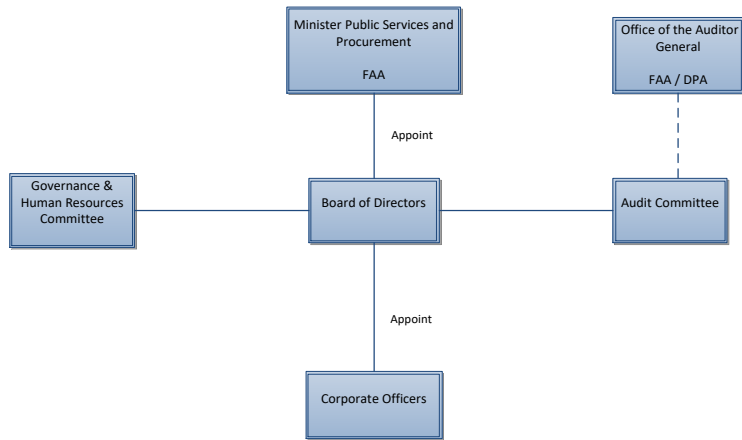 Minister Public Services and
Procurement
FAA
Office of the Auditor
General
FAA / DPA
Appoint
Governance &
Human Resources
Committee
Board of Directors
Audit Committee
Appoint
Corporate Officers